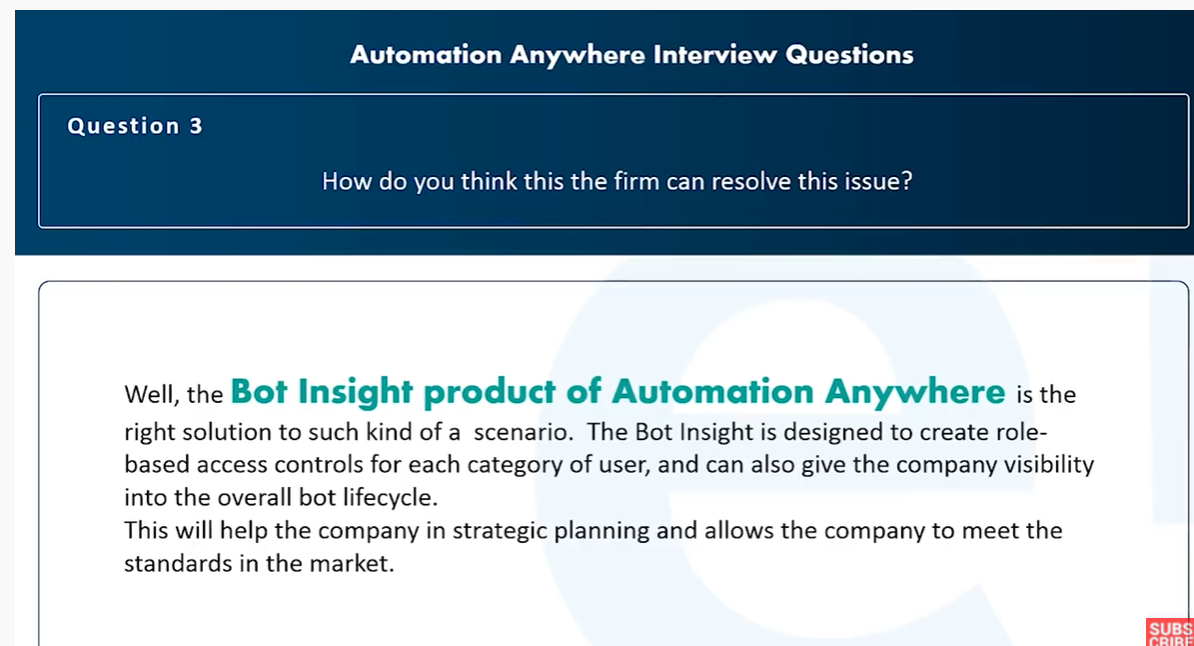 Automation Anywhere Interview Questions
Question 3
How do you think this the firm can resolve this issue?
Well, the Bot Insight product of Automation Anywhere is the
right solution to such kind of a scenario. The Bot Insight is designed to create role-
based access controls for each category of user, and can also give the company visibility
into the overall bot lifecycle.
This will help the company in strategic planning and allows the company to meet the
standards in the market.
SUBS
CRIBE